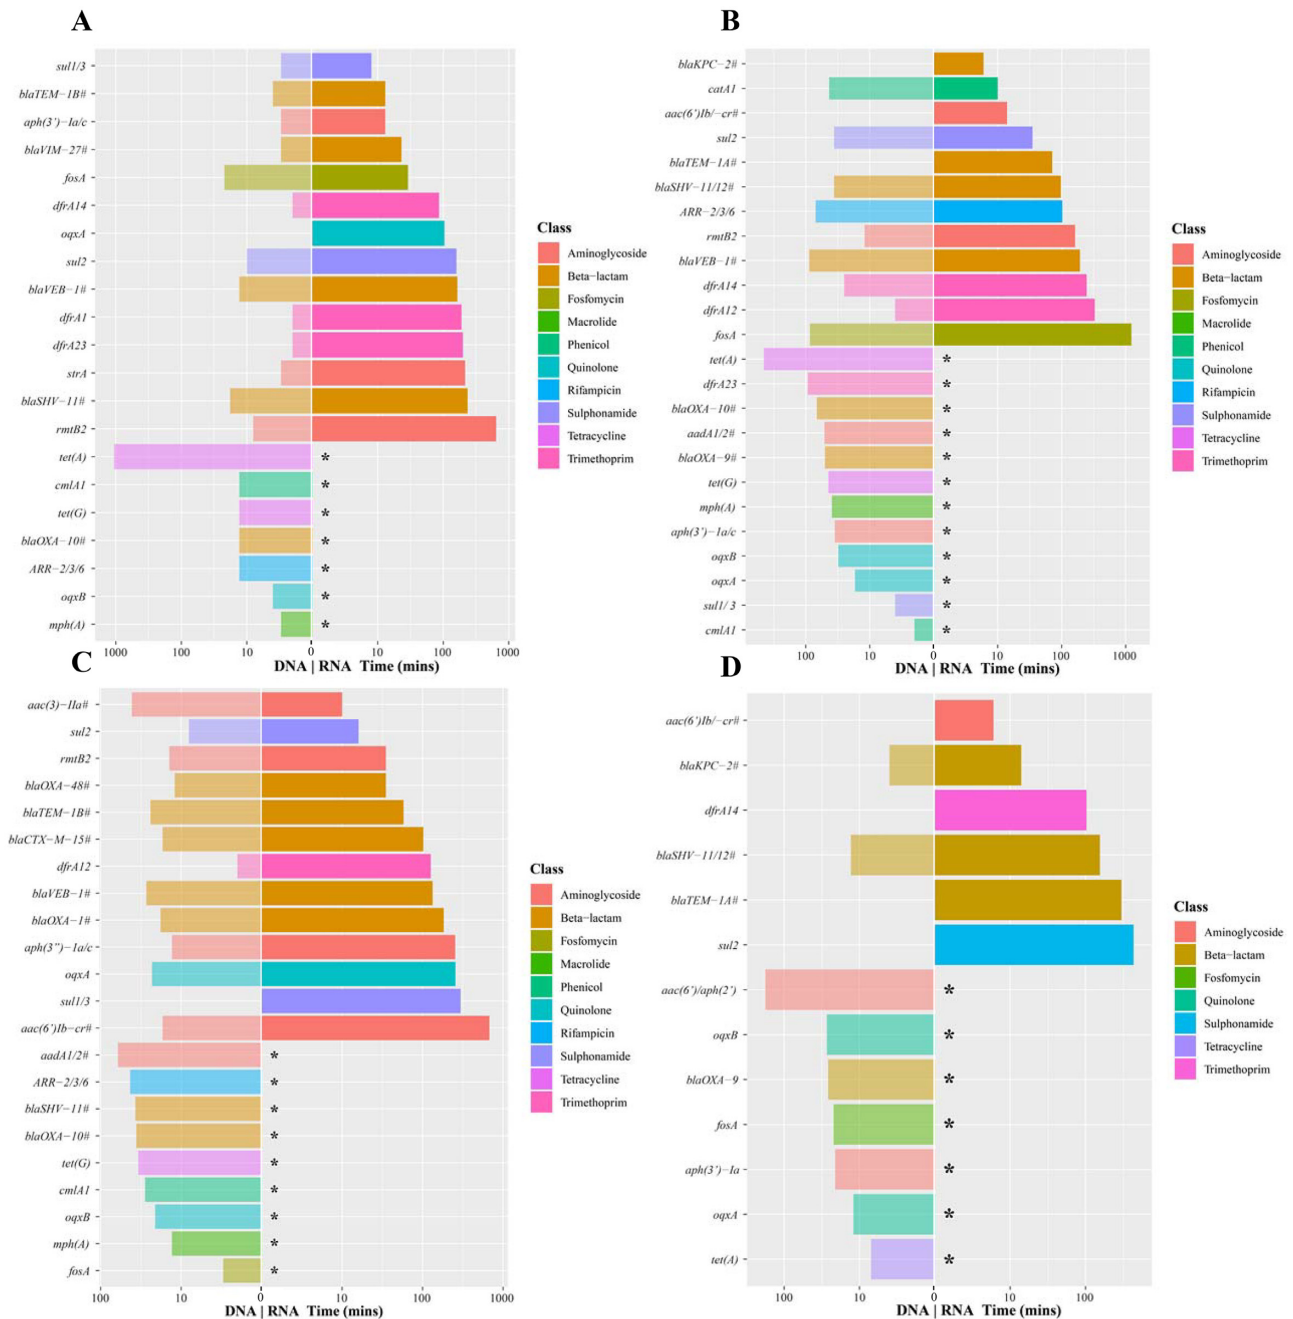 A
sul1/3
blaTEM−1B#
aph(3')−Ia/c
blaVIM−27#
fosA
dfrA14
oqxA
sul2
blaVEB−1#
dfrA1
dfrA23
strA
blaSHV−11#
rmtB2
tet(A) *
cmlA1 *
tet(G) *
blaOXA−10# *
ARR−2/3/6 *
oqxB *
mph(A) *
1000 100 10 0 10 100 1000
DNA | RNA Time (mins)
Class
Aminoglycoside
Beta−lactam
Fosfomycin
Macrolide
Phenicol
Quinolone
Rifampicin
Sulphonamide
Tetracycline
Trimethoprim
B
blaKPC−2#
catA1
aac(6')Ib/−cr#
sul2
blaTEM−1A#
blaSHV−11/12#
ARR−2/3/6
rmtB2
blaVEB−1#
dfrA14
dfrA12
fosA
tet(A) *
dfrA23 *
blaOXA−10# *
aadA1/2# *
blaOXA−9# *
tet(G) *
mph(A) *
aph(3')−1a/c *
oqxB *
oqxA *
sul1/ 3 *
cmlA1 *
100 10 0 10 100 1000
DNA | RNA Time (mins)
Class
Aminoglycoside
Beta−lactam
Fosfomycin
Macrolide
Phenicol
Quinolone
Rifampicin
Sulphonamide
Tetracycline
Trimethoprim
C
aac(3)−IIa#
sul2
rmtB2
blaOXA−48#
blaTEM−1B#
blaCTX−M−15#
dfrA12
blaVEB−1#
blaOXA−1#
aph(3'')−1a/c
oqxA
sul1/3
aac(6')Ib−cr#
aadA1/2# *
ARR−2/3/6 *
blaSHV−11# *
blaOXA−10# *
tet(G) *
cmlA1 *
oqxB *
mph(A) *
fosA *
100 10 0 10 100 1000
DNA | RNA Time (mins)
Class
Aminoglycoside
Beta−lactam
Fosfomycin
Macrolide
Phenicol
Quinolone
Rifampicin
Sulphonamide
Tetracycline
Trimethoprim
D
aac(6')Ib/−cr#
blaKPC−2#
dfrA14
blaSHV−11/12#
blaTEM−1A#
sul2
aac(6')/aph(2') *
oqxB *
blaOXA−9 *
fosA *
aph(3')−Ia *
oqxA *
tet(A) *
100 10 0 10 100
DNA | RNA Time (mins)
Class
Aminoglycoside
Beta−lactam
Fosfomycin
Quinolone
Sulphonamide
Tetracycline
Trimethoprim